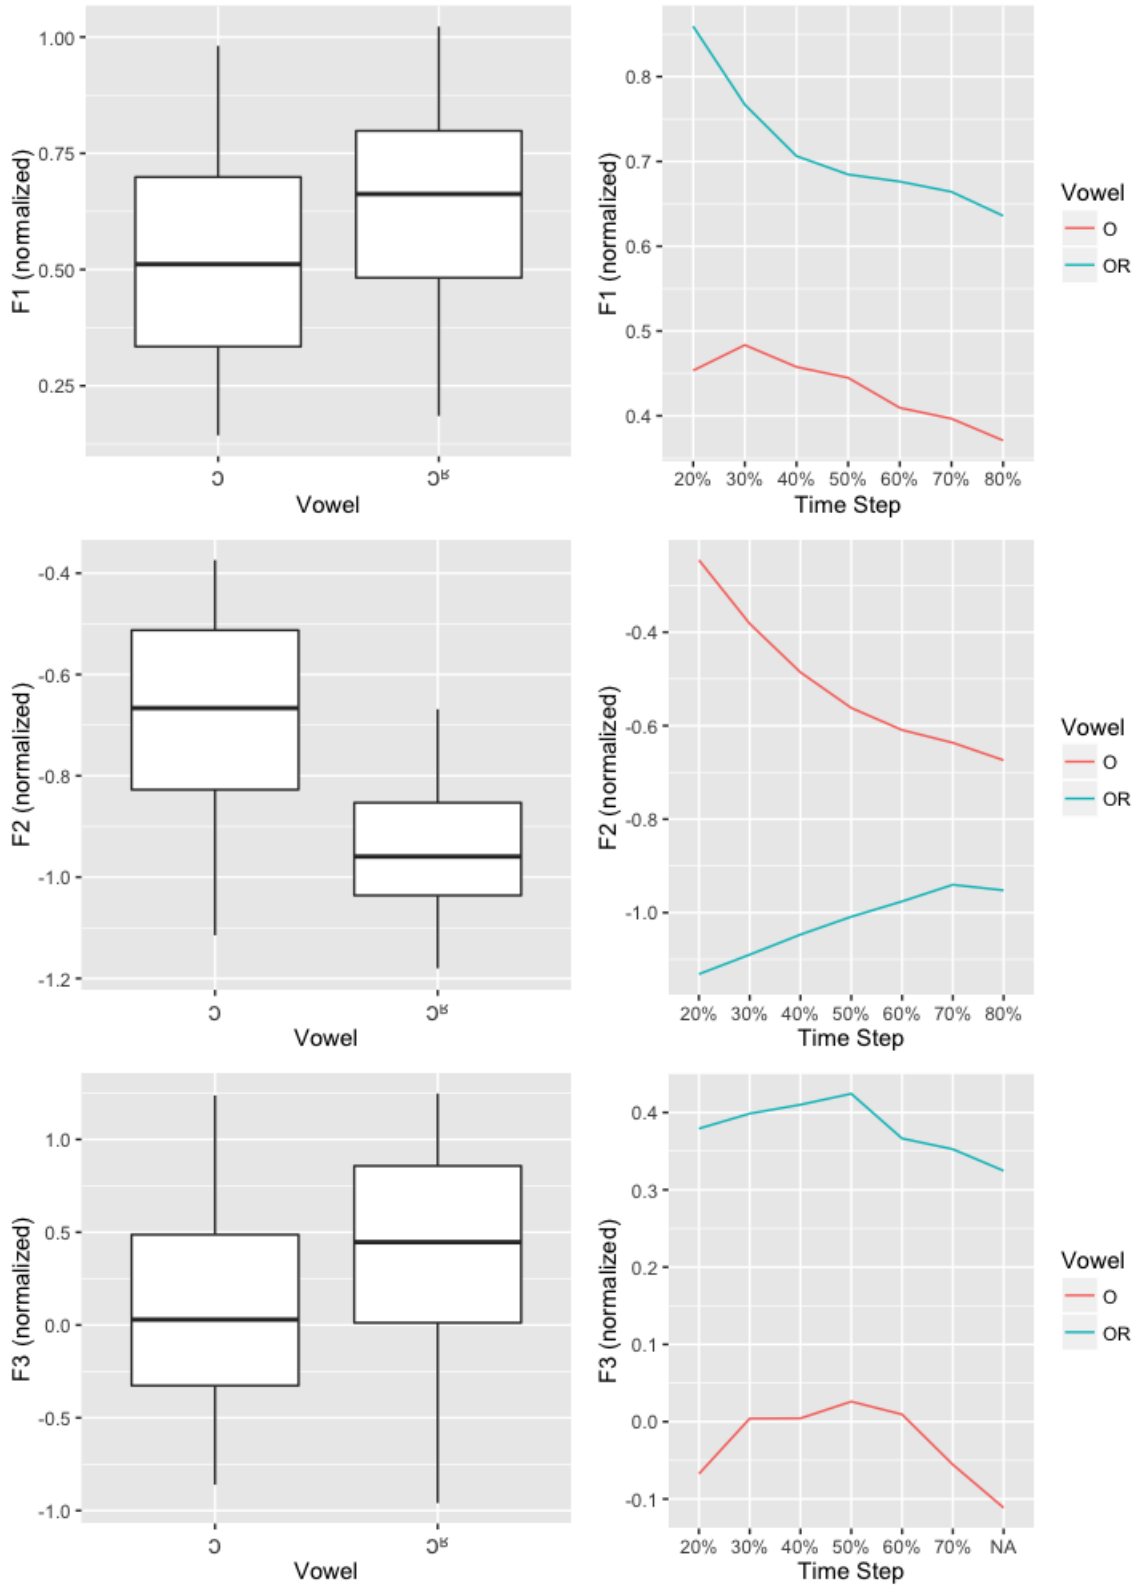 1.00
0.75
0.50
0.25
F1 (normalized)
ɔ ɔʶ
Vowel
0.8
0.7
0.6
0.5
0.4
F1 (normalized)
20% 30% 40% 50% 60% 70% 80%
Time Step
Vowel
O
OR
-0.4
-0.6
-0.8
-1.0
-1.2
F2 (normalized)
ɔ ɔʶ
Vowel
-0.4
-0.6
-0.8
-1.0
F2 (normalized)
20% 30% 40% 50% 60% 70% 80%
Time Step
Vowel
O
OR
1.0
0.5
0.0
-0.5
-1.0
F3 (normalized)
ɔ ɔʶ
Vowel
0.4
0.3
0.2
0.1
0.0
-0.1
F3 (normalized)
20% 30% 40% 50% 60% 70% NA
Time Step
Vowel
O
OR